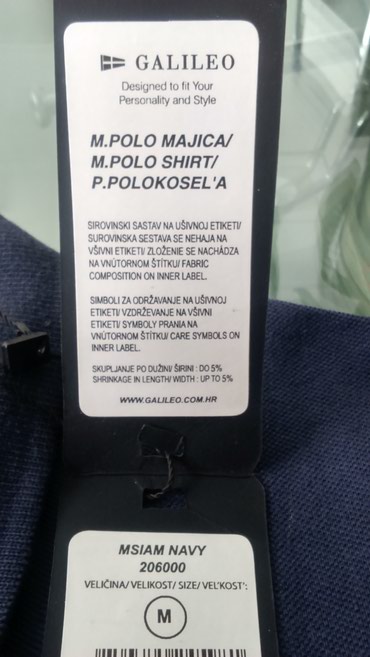 GALILEO
Designed to fit Your
Personality and Style
M.POLO MAJICA/
M.POLO SHIRT/
P.POLOKOSEL'A
SIROVINSKI SASTAV NA UŠIVNOJ ETIKETI/
SUROVINSKA SESTAVA SE NEHAJA NA
VŠIVNI ETIKETI/ ZLOŽENIE SE NACHÁDZA
NA VNÚTORNOM ŠTÍTKU/ FABRIC
COMPOSITION ON INNER LABEL.
SIMBOLI ZA ODRŽAVANJE NA UŠIVNOJ
ETIKETI/ VZDRŽEVANJE NA VŠIVNI
ETIKETI/ SYMBOLY PRANIA NA
VNÚTORNOM ŠTÍTKU/ CARE SYMBOLS ON
INNER LABEL.
SKUPLJANJE PO DUŽINI/ ŠIRINI : DO 5%
SHRINKAGE IN LENGTH/ WIDTH : UP TO 5%
WWW.GALILEO.COM.HR
MSIAM NAVY
206000
VELIČINA/ VELIKOST/ SIZE/ VEL'KOST':
M